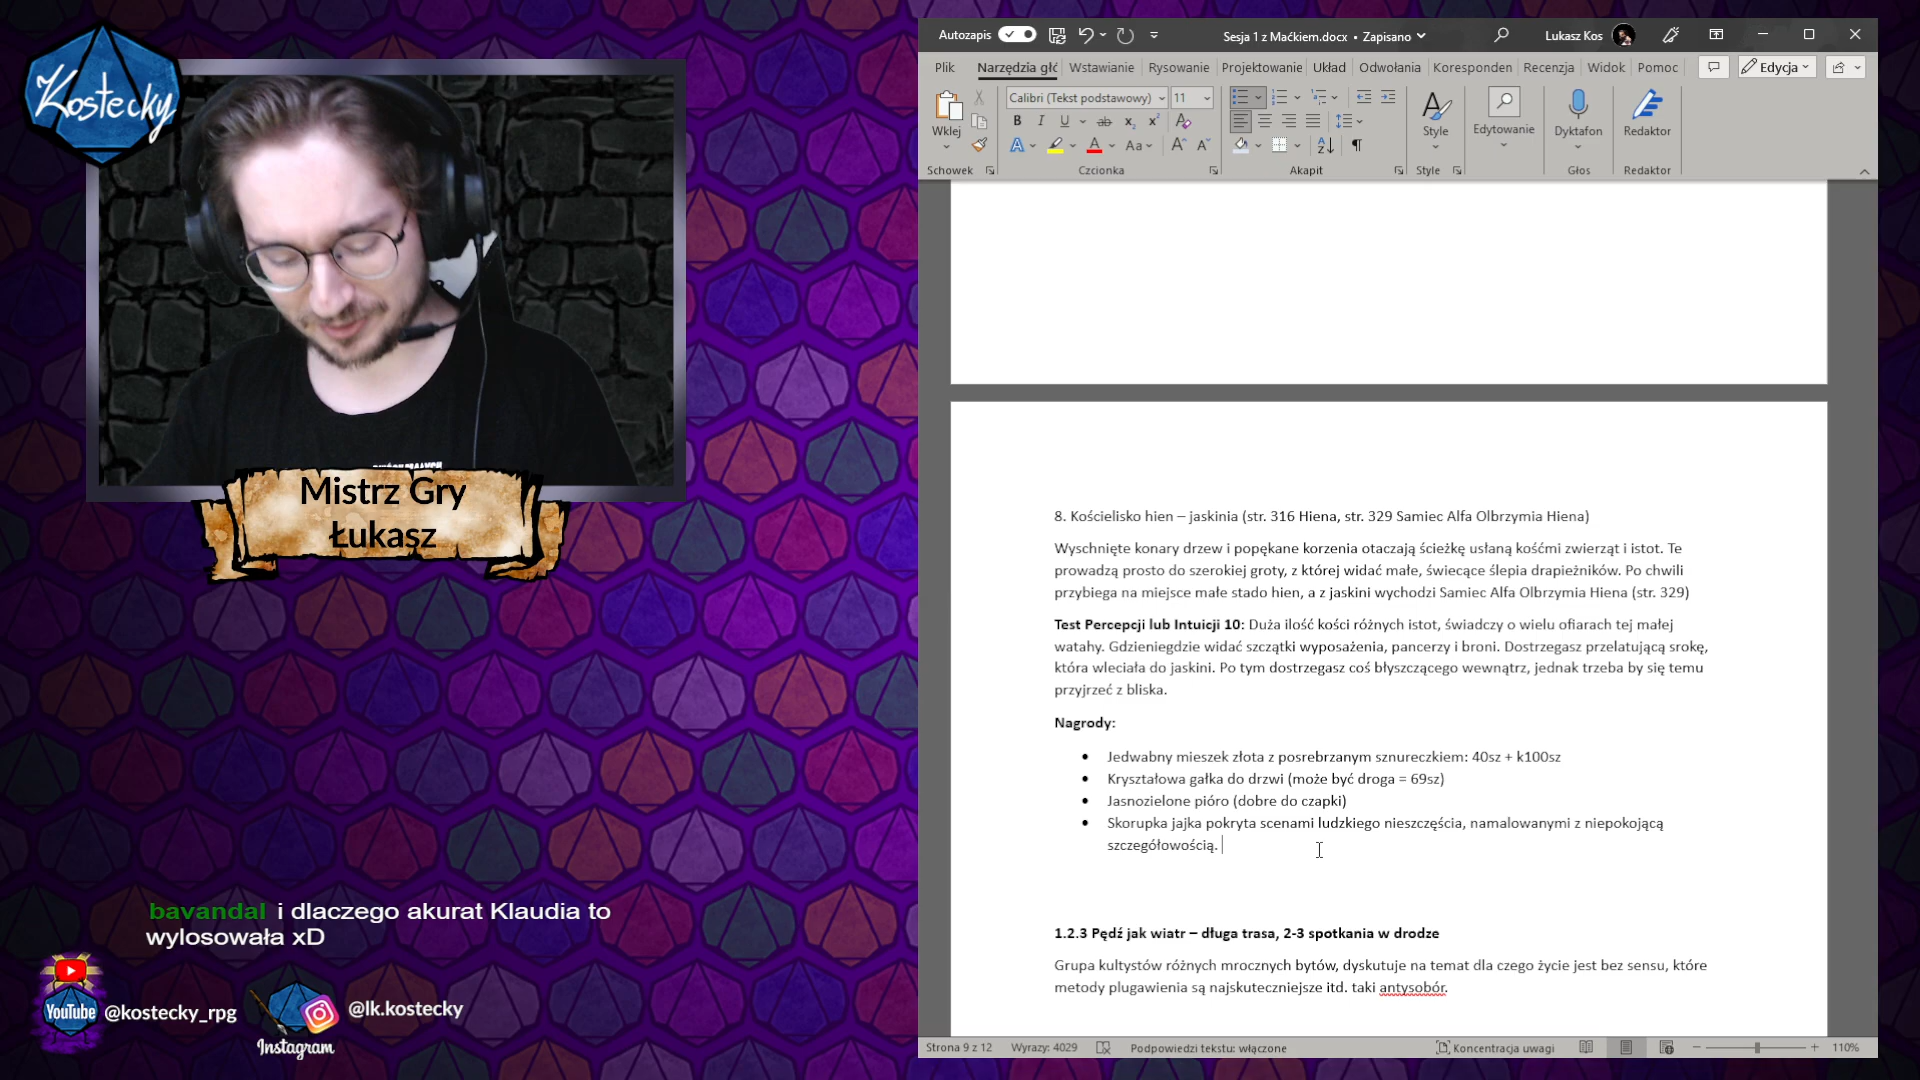 Kostecky
Mistrz Gry
Łukasz
bavandal i dlaczego akurat Klaudia to
wylosowała xD
YouTube
@kostecky_rpg
Instagram
@lk.kostecky
Autozapis
Sesja 1 z Maćkiem.docx • Zapisano
Lukasz Kos
Plik
Narzędzia głó
Wstawianie
Rysowanie
Projektowanie
Układ
Odwołania
Koresponden
Recenzja
Widok
Pomoc
Edycja
Wklej
Calibri (Tekst podstawowy)
11
Style
Edytowanie
Dyktafon
Redaktor
Schowek
Czcionka
Akapit
Style
Głos
Redaktor
8. Kościelisko hien – jaskinia (str. 316 Hiena, str. 329 Samiec Alfa Olbrzymia Hiena)
Wyschnięte konary drzew i popękane korzenia otaczają ścieżkę usłaną kośćmi zwierząt i istot. Te
prowadzą prosto do szerokiej groty, z której widać małe, świecące ślepia drapieżników. Po chwili
przybiega na miejsce małe stado hien, a z jaskini wychodzi Samiec Alfa Olbrzymia Hiena (str. 329)
Test Percepcji lub Intuicji 10: Duża ilość kości różnych istot, świadczy o wielu ofiarach tej małej
watahy. Gdzieniegdzie widać szczątki wyposażenia, pancerzy i broni. Dostrzegasz przelatującą srokę,
która wleciała do jaskini. Po tym dostrzegasz coś błyszczącego wewnątrz, jednak trzeba by się temu
przyjrzeć z bliska.
Nagrody:
• Jedwabny mieszek złota z posrebrzanym sznureczkiem: 40sz + k100sz
• Kryształowa gałka do drzwi (może być droga = 69sz)
• Jasnozielone pióro (dobre do czapki)
• Skorupka jajka pokryta scenami ludzkiego nieszczęścia, namalowanymi z niepokojącą
szczegółowością.
1.2.3 Pędź jak wiatr – długa trasa, 2-3 spotkania w drodze
Grupa kultystów różnych mrocznych bytów, dyskutuje na temat dla czego życie jest bez sensu, które
metody plugawienia są najskuteczniejsze itd. taki antysobór.
Strona 9 z 12
Wyrazy: 4029
Podpowiedzi tekstu: włączone
Koncentracja uwagi
110%